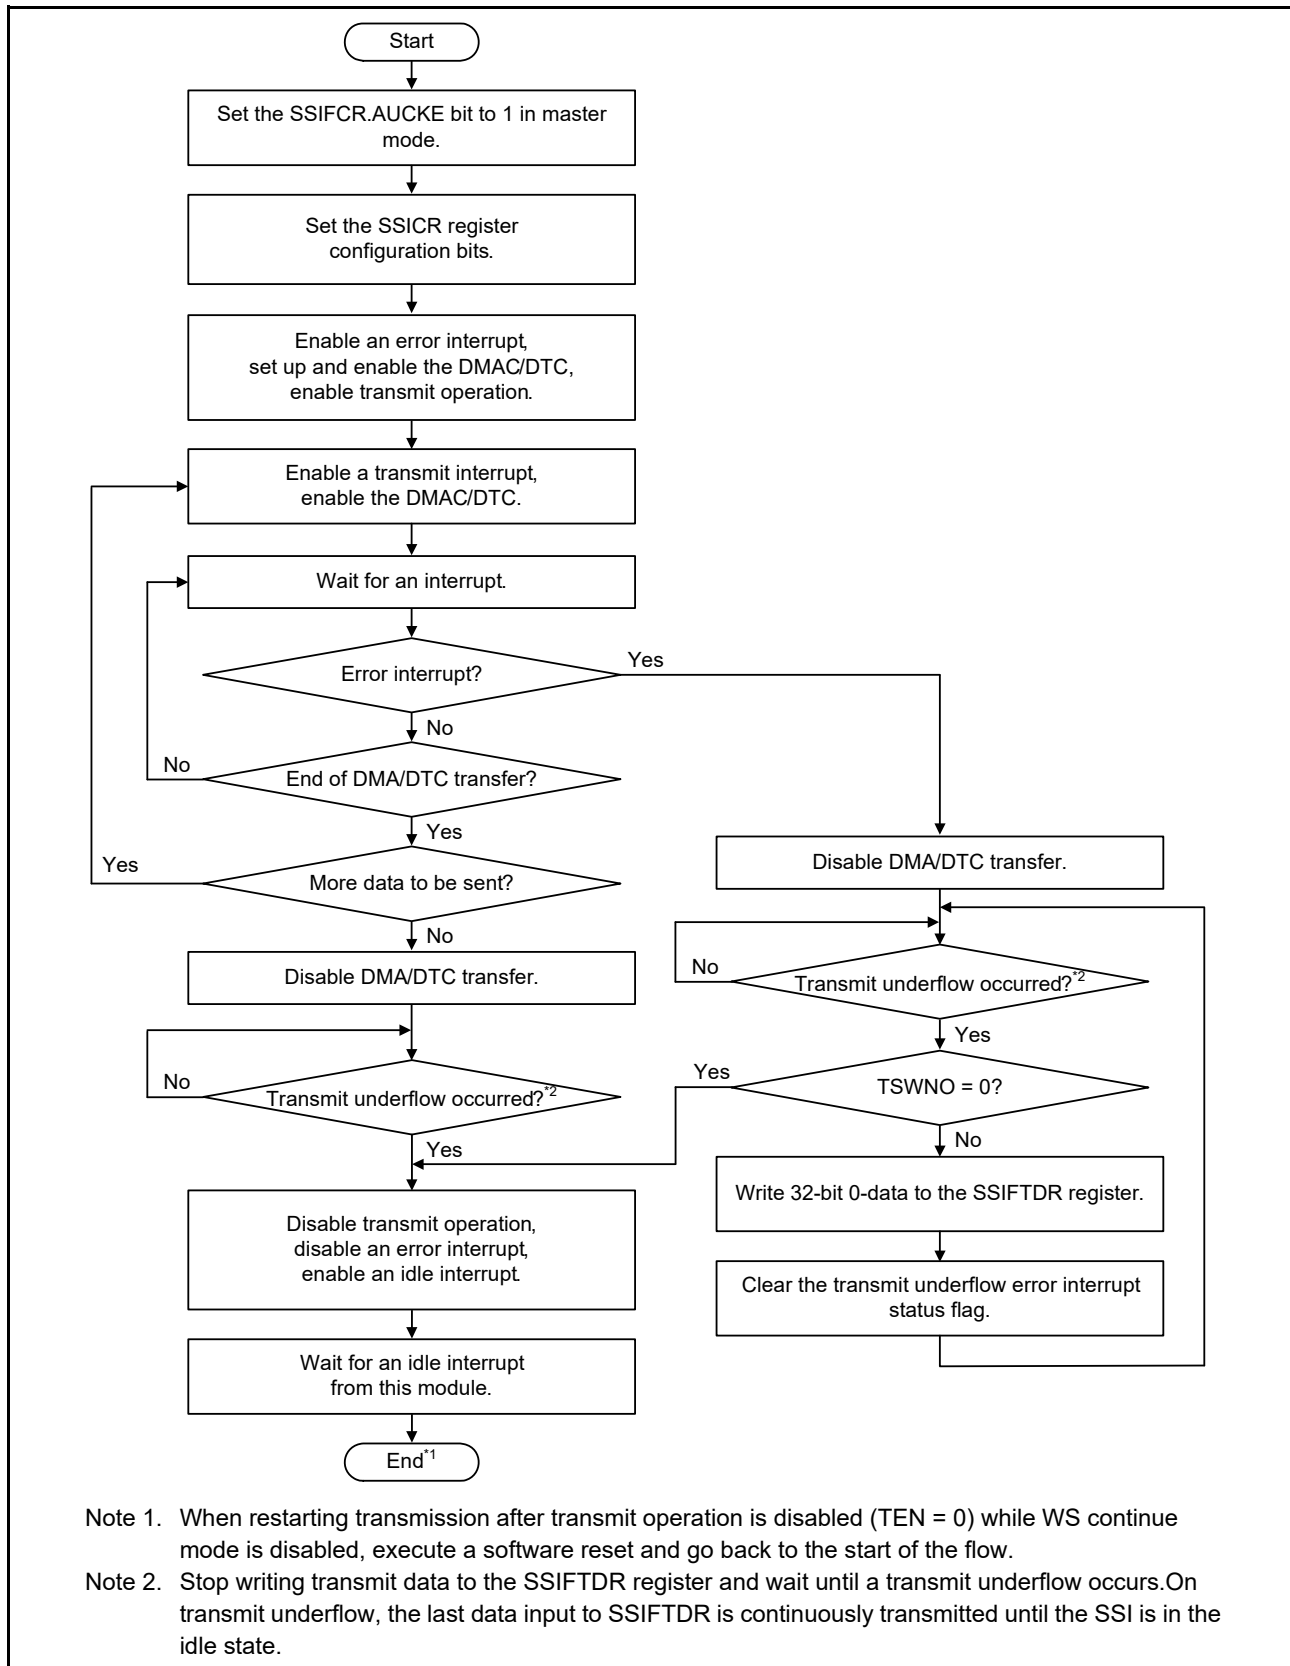 Start
Set the SSIFCR.AUCKE bit to 1 in master
mode.
Set the SSICR register
configuration bits.
Enable an error interrupt,
set up and enable the DMAC/DTC,
enable transmit operation.
Enable a transmit interrupt,
enable the DMAC/DTC.
Wait for an interrupt.
Error interrupt?
Yes
No
End of DMA/DTC transfer?
No
Yes
More data to be sent?
Yes
No
Disable DMA/DTC transfer.
Transmit underflow occurred?*2
No
Yes
Disable transmit operation,
disable an error interrupt,
enable an idle interrupt.
Wait for an idle interrupt
from this module.
End*1
Disable DMA/DTC transfer.
Transmit underflow occurred?*2
No
Yes
TSWNO = 0?
Yes
No
Write 32-bit 0-data to the SSIFTDR register.
Clear the transmit underflow error interrupt
status flag.
Note 1. When restarting transmission after transmit operation is disabled (TEN = 0) while WS continue
mode is disabled, execute a software reset and go back to the start of the flow.
Note 2. Stop writing transmit data to the SSIFTDR register and wait until a transmit underflow occurs.On
transmit underflow, the last data input to SSIFTDR is continuously transmitted until the SSI is in the
idle state.